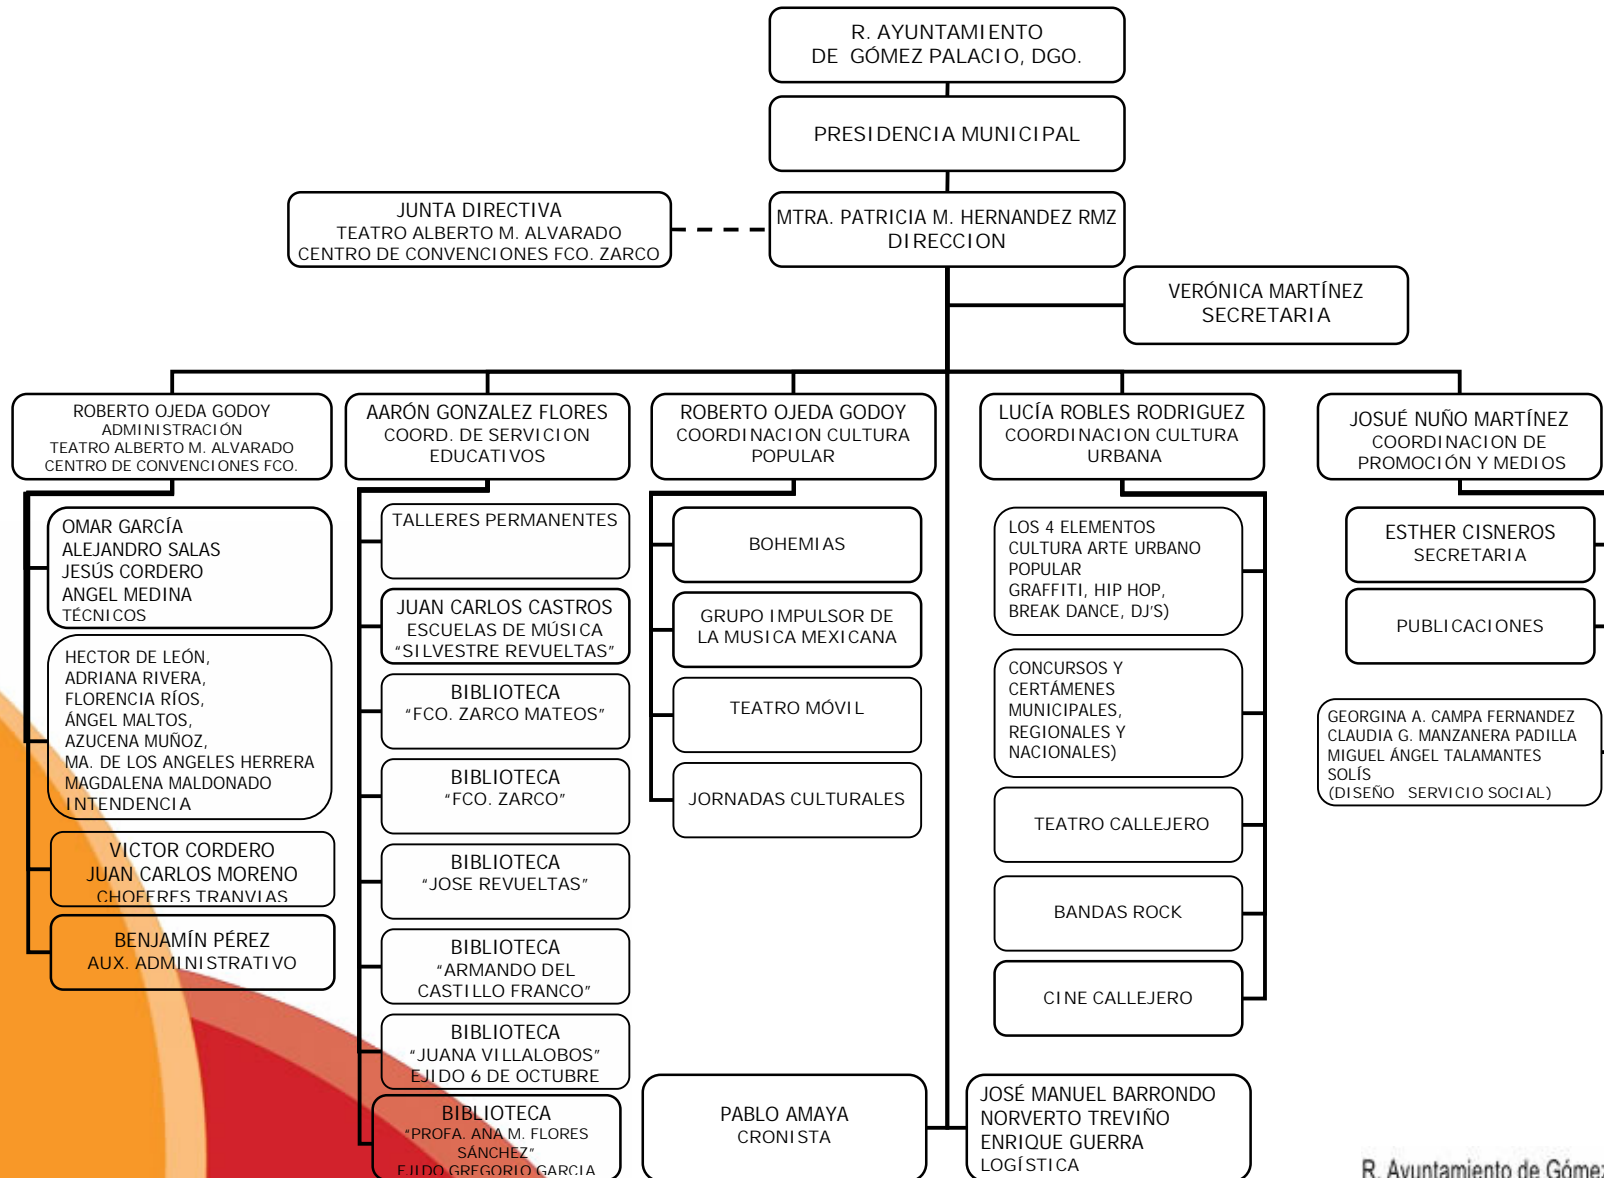 R. AYUNTAMIENTO
DE GÓMEZ PALACIO, DGO.
PRESIDENCIA MUNICIPAL
JUNTA DIRECTIVA
TEATRO ALBERTO M. ALVARADO
CENTRO DE CONVENCIONES FCO. ZARCO
MTRA. PATRICIA M. HERNANDEZ RMZ
DIRECCION
VERÓNICA MARTÍNEZ
SECRETARIA
ROBERTO OJEDA GODOY
ADMINISTRACIÓN
TEATRO ALBERTO M. ALVARADO
CENTRO DE CONVENCIONES FCO.
OMAR GARCÍA
ALEJANDRO SALAS
JESÚS CORDERO
ANGEL MEDINA
TÉCNICOS
HECTOR DE LEÓN,
ADRIANA RIVERA,
FLORENCIA RÍOS,
ÁNGEL MALTOS,
AZUCENA MUÑOZ,
MA. DE LOS ANGELES HERRERA
MAGDALENA MALDONADO
INTENDENCIA
VICTOR CORDERO
JUAN CARLOS MORENO
CHOFERES TRANVIAS
BENJAMÍN PÉREZ
AUX. ADMINISTRATIVO
AARÓN GONZALEZ FLORES
COORD. DE SERVICION
EDUCATIVOS
TALLERES PERMANENTES
JUAN CARLOS CASTROS
ESCUELAS DE MÚSICA
“SILVESTRE REVUELTAS”
BIBLIOTECA
“FCO. ZARCO MATEOS”
BIBLIOTECA
“FCO. ZARCO”
BIBLIOTECA
“JOSE REVUELTAS”
BIBLIOTECA
“ARMANDO DEL
CASTILLO FRANCO”
BIBLIOTECA
“JUANA VILLALOBOS”
EJIDO 6 DE OCTUBRE
BIBLIOTECA
“PROFA. ANA M. FLORES
SÁNCHEZ”
EJIDO GREGORIO GARCIA
ROBERTO OJEDA GODOY
COORDINACION CULTURA
POPULAR
BOHEMIAS
GRUPO IMPULSOR DE
LA MUSICA MEXICANA
TEATRO MÓVIL
JORNADAS CULTURALES
LUCÍA ROBLES RODRIGUEZ
COORDINACION CULTURA
URBANA
LOS 4 ELEMENTOS
CULTURA ARTE URBANO
POPULAR
GRAFFITI, HIP HOP,
BREAK DANCE, DJ’S)
CONCURSOS Y
CERTÁMENES
MUNICIPALES,
REGIONALES Y
NACIONALES)
TEATRO CALLEJERO
BANDAS ROCK
CINE CALLEJERO
JOSUÉ NUÑO MARTÍNEZ
COORDINACION DE
PROMOCIÓN Y MEDIOS
ESTHER CISNEROS
SECRETARIA
PUBLICACIONES
GEORGINA A. CAMPA FERNANDEZ
CLAUDIA G. MANZANERA PADILLA
MIGUEL ÁNGEL TALAMANTES
SOLÍS
(DISEÑO SERVICIO SOCIAL)
PABLO AMAYA
CRONISTA
JOSÉ MANUEL BARRONDO
NORVERTO TREVIÑO
ENRIQUE GUERRA
LOGÍSTICA
R. Ayuntamiento de Gómez